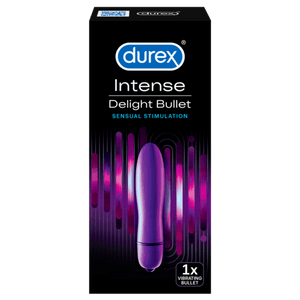 durex
Intense
Delight Bullet
SENSUAL STIMULATION
1x
VIBRATING
BULLET